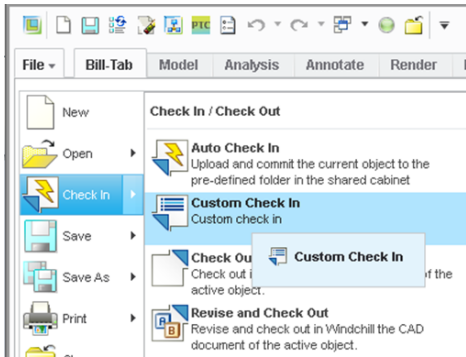 PTC
File
Bill-Tab
Model
Analysis
Annotate
Render
New
Open
Check In
Save
Save As
Print
Check In / Check Out
Auto Check In
Upload and commit the current object to the
pre-defined folder in the shared cabinet
Custom Check In
Custom check in
Custom Check In
Check Ou
Check out i
of the
active object.
Revise and Check Out
Revise and check out in Windchill the CAD
document of the active object.